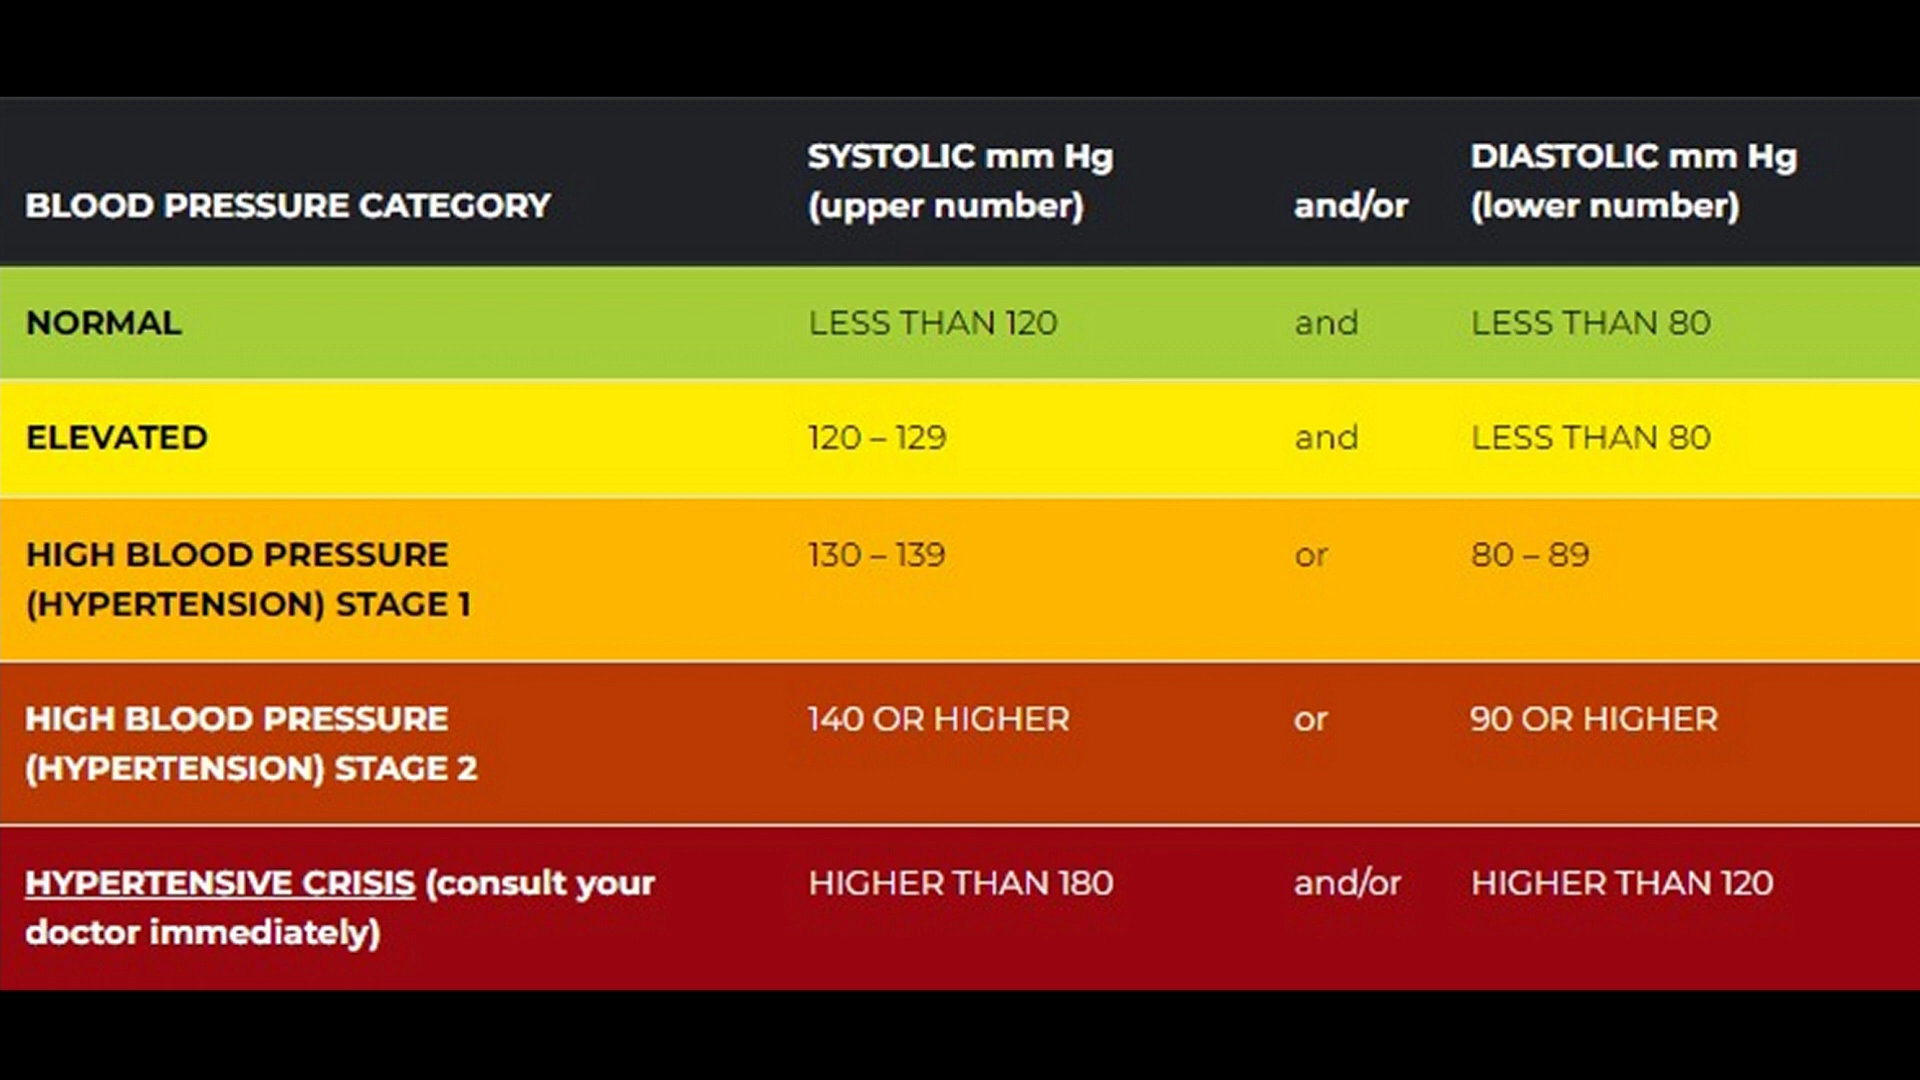 BLOOD PRESSURE CATEGORY
SYSTOLIC mm Hg
(upper number)
and/or
DIASTOLIC mm Hg
(lower number)
NORMAL
LESS THAN 120
and
LESS THAN 80
ELEVATED
120 – 129
and
LESS THAN 80
HIGH BLOOD PRESSURE
(HYPERTENSION) STAGE 1
130 – 139
or
80 – 89
HIGH BLOOD PRESSURE
(HYPERTENSION) STAGE 2
140 OR HIGHER
or
90 OR HIGHER
HYPERTENSIVE CRISIS (consult your
doctor immediately)
HIGHER THAN 180
and/or
HIGHER THAN 120